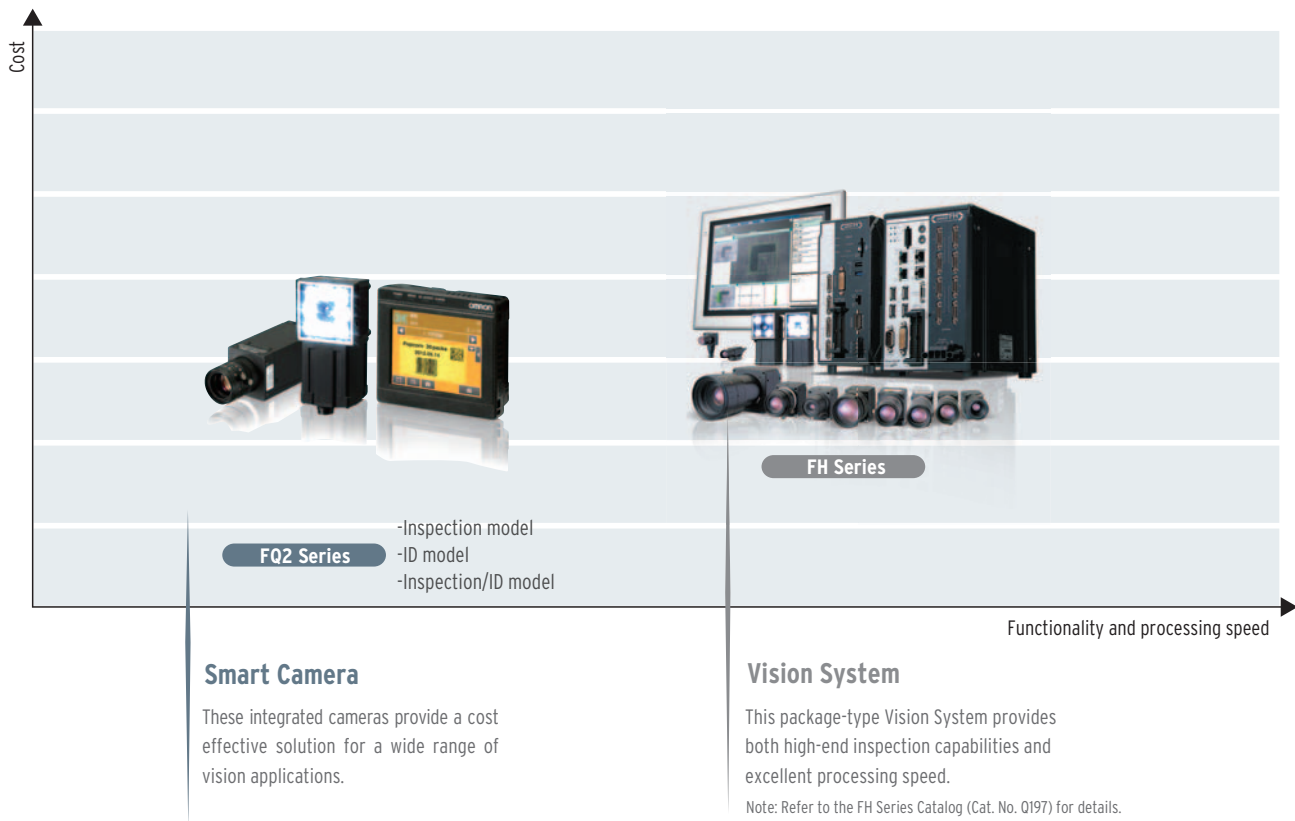 Cost
OMRON
FH Series
-Inspection model
FQ2 Series
-ID model
-Inspection/ID model
Functionality and processing speed
Smart Camera
These integrated cameras provide a cost
effective solution for a wide range of
vision applications.
Vision System
This package-type Vision System provides
both high-end inspection capabilities and
excellent processing speed.
Note: Refer to the FH Series Catalog (Cat. No. Q197) for details.